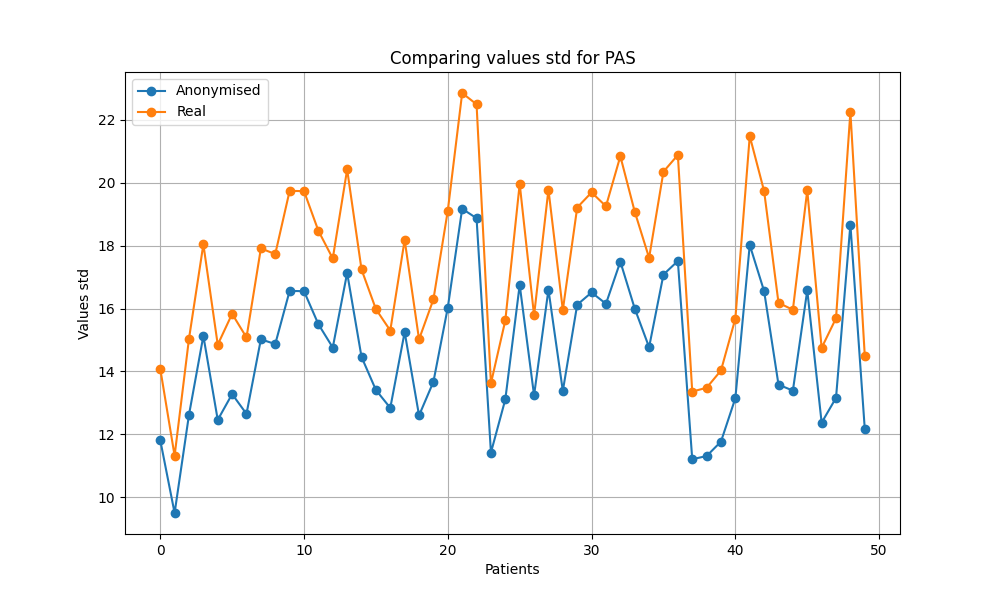 Comparing values std for PAS
Anonymised
Real
Values std
22
20
18
16
14
12
10
0
10
20
30
40
50
Patients